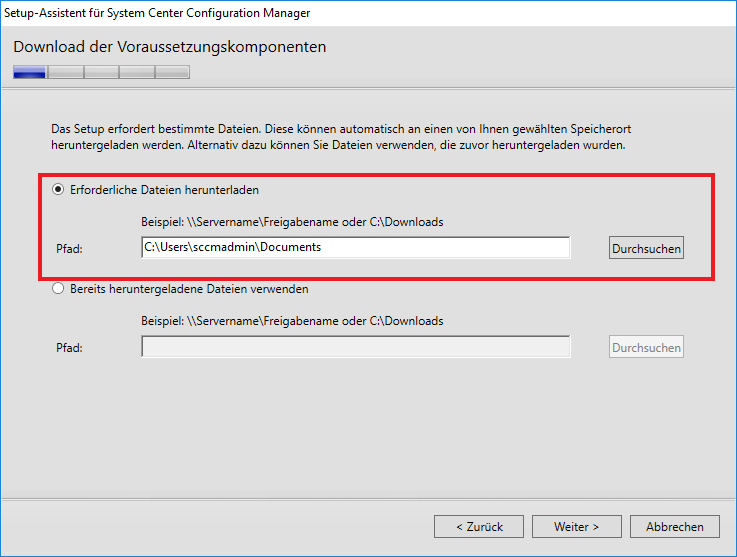 Setup-Assistent für System Center Configuration Manager
Download der Voraussetzungskomponenten
Das Setup erfordert bestimmte Dateien. Diese können automatisch an einen von Ihnen gewählten Speicherort
heruntergeladen werden. Alternativ dazu können Sie Dateien verwenden, die zuvor heruntergeladen wurden.
Erforderliche Dateien herunterladen
Beispiel: \\Servername\Freigabename oder C:\Downloads
Pfad: C:\Users\sccmadmin\Documents Durchsuchen
Bereits heruntergeladene Dateien verwenden
Beispiel: \\Servername\Freigabename oder C:\Downloads
Pfad: Durchsuchen
< Zurück Weiter > Abbrechen